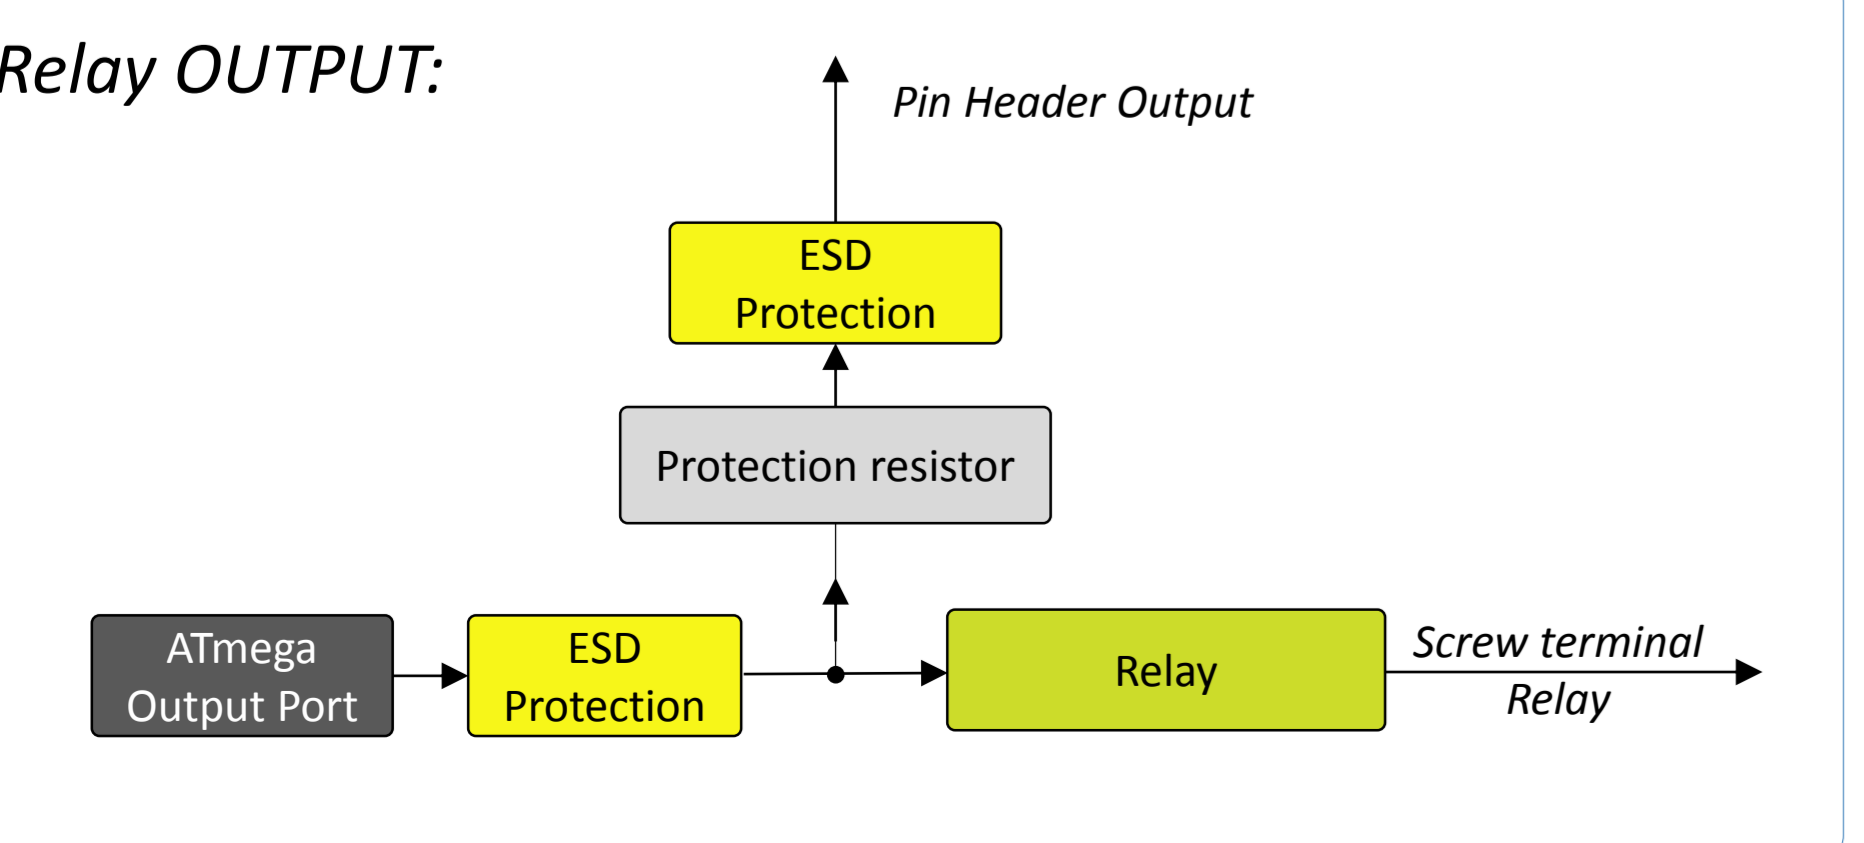 Relay OUTPUT:
Pin Header Output
ESD
Protection
Protection resistor
ATmega
Output Port
ESD
Protection
Relay
Screw terminal
Relay